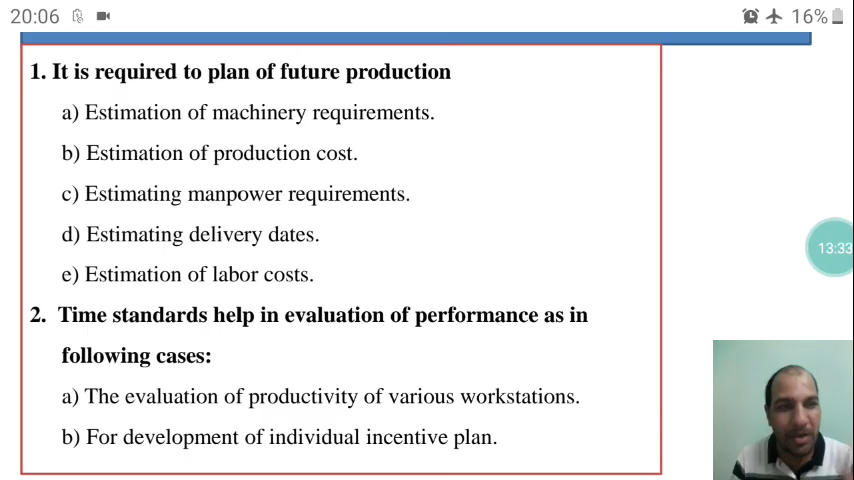 20:06
16%
1. It is required to plan of future production
a) Estimation of machinery requirements.
b) Estimation of production cost.
c) Estimating manpower requirements.
d) Estimating delivery dates.
e) Estimation of labor costs.
13:33
2. Time standards help in evaluation of performance as in
following cases:
a) The evaluation of productivity of various workstations.
b) For development of individual incentive plan.